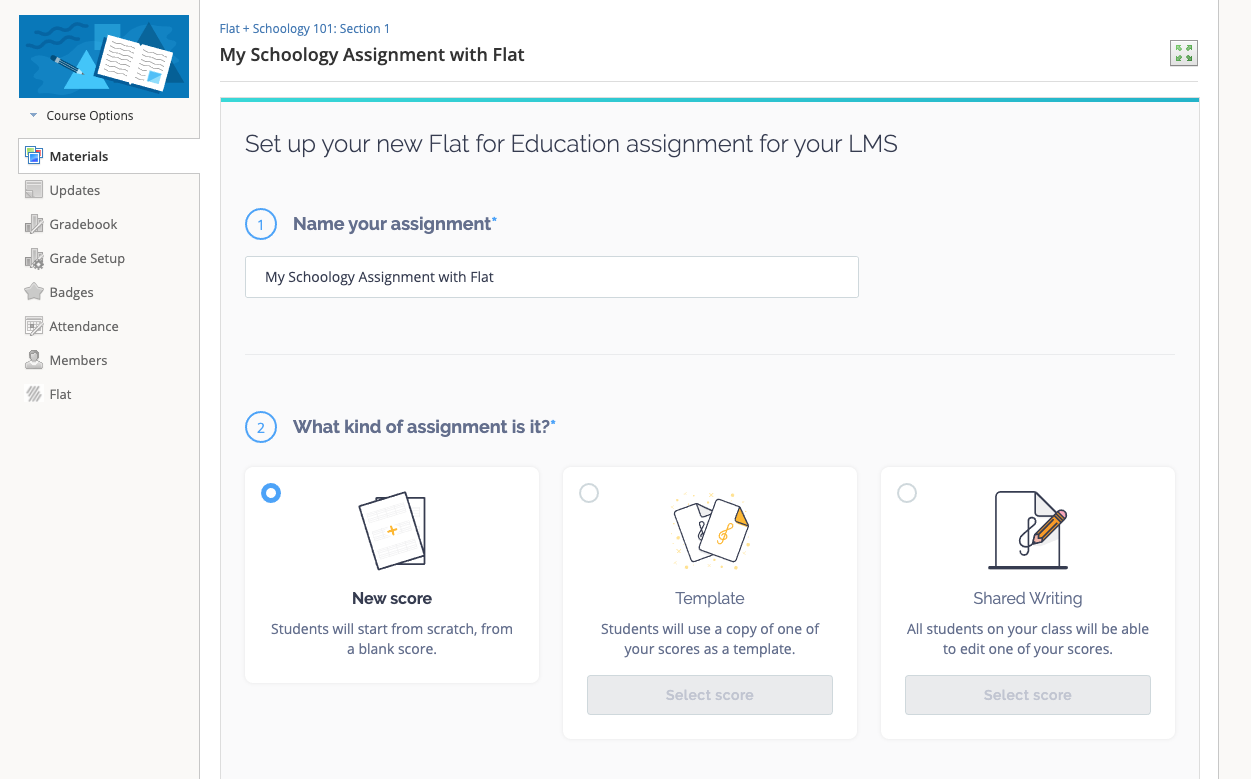 Flat + Schoology 101: Section 1
My Schoology Assignment with Flat
Course Options
Materials
Updates
Gradebook
Grade Setup
Badges
Attendance
Members
Flat
Set up your new Flat for Education assignment for your LMS
1 Name your assignment*
My Schoology Assignment with Flat
2 What kind of assignment is it?*
New score
Students will start from scratch, from
a blank score.
Template
Students will use a copy of one of
your scores as a template.
Select score
Shared Writing
All students on your class will be able
to edit one of your scores.
Select score